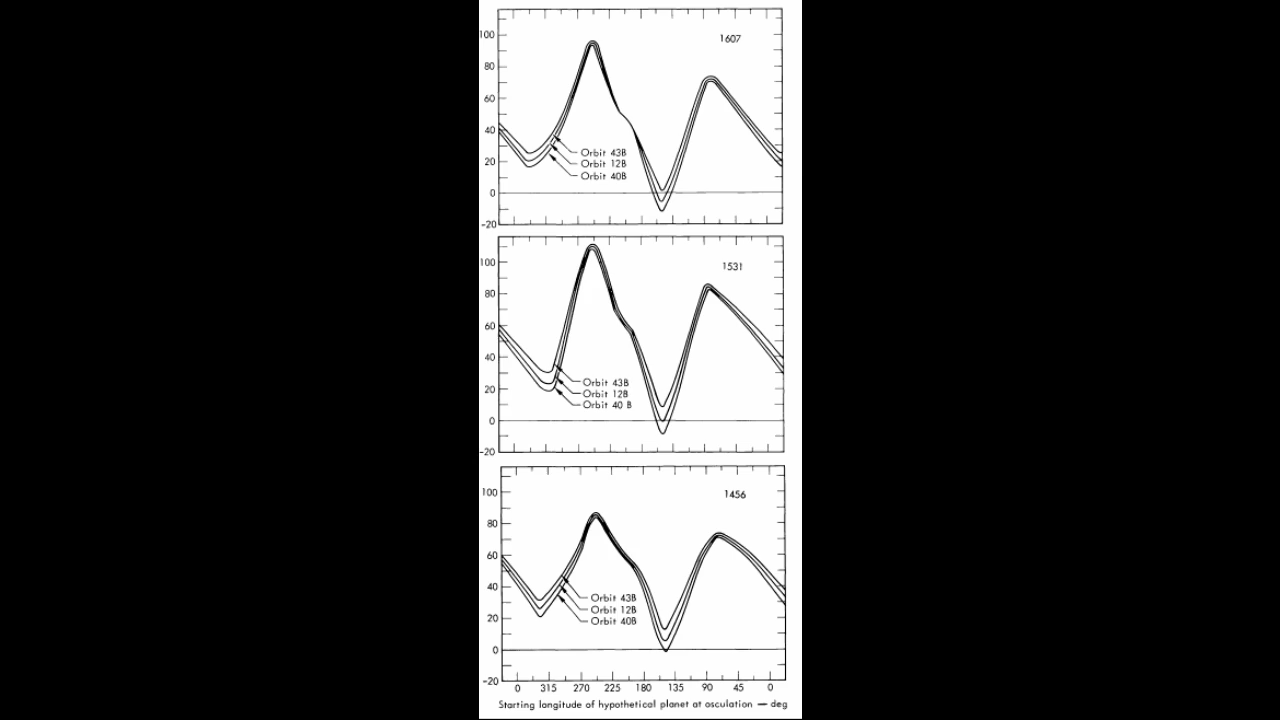 1607
100
80
60
40
20
0
-20
Orbit 43B
Orbit 12B
Orbit 40B
1531
100
80
60
40
20
0
-20
Orbit 43B
Orbit 12B
Orbit 40 B
1456
100
80
60
40
20
0
-20
Orbit 43B
Orbit 12B
Orbit 40B
0 315 270 225 180 135 90 45 0
Starting longitude of hypothetical planet at osculation — deg